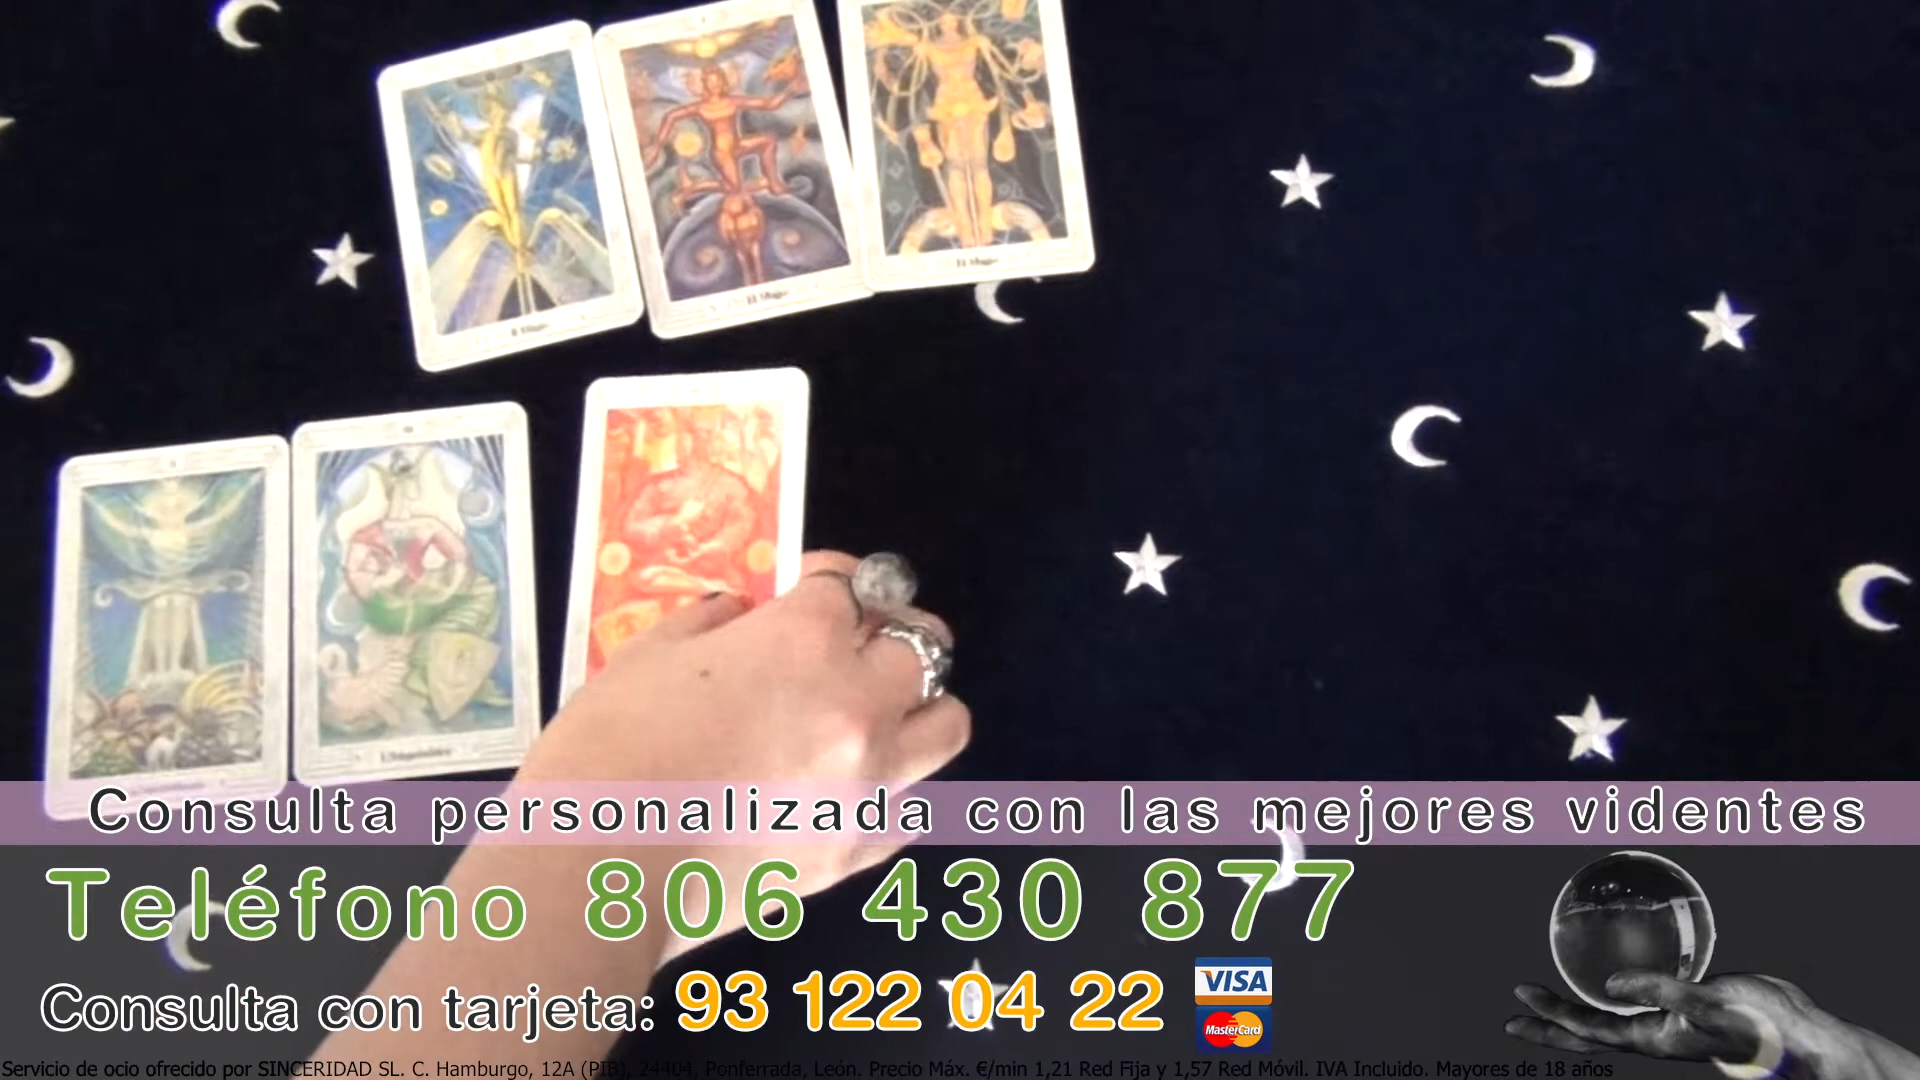 Consulta personalizada con las mejores videntes
Teléfono 806 430 877
Consulta con tarjeta: 93 122 04 22
VISA
MasterCard
Servicio de ocio ofrecido por SINCERIDAD SL. C. Hamburgo, 12A (PIB), 24404, Ponferrada, León. Precio Máx. €/min 1,21 Red Fija y 1,57 Red Móvil. IVA Incluido. Mayores de 18 años